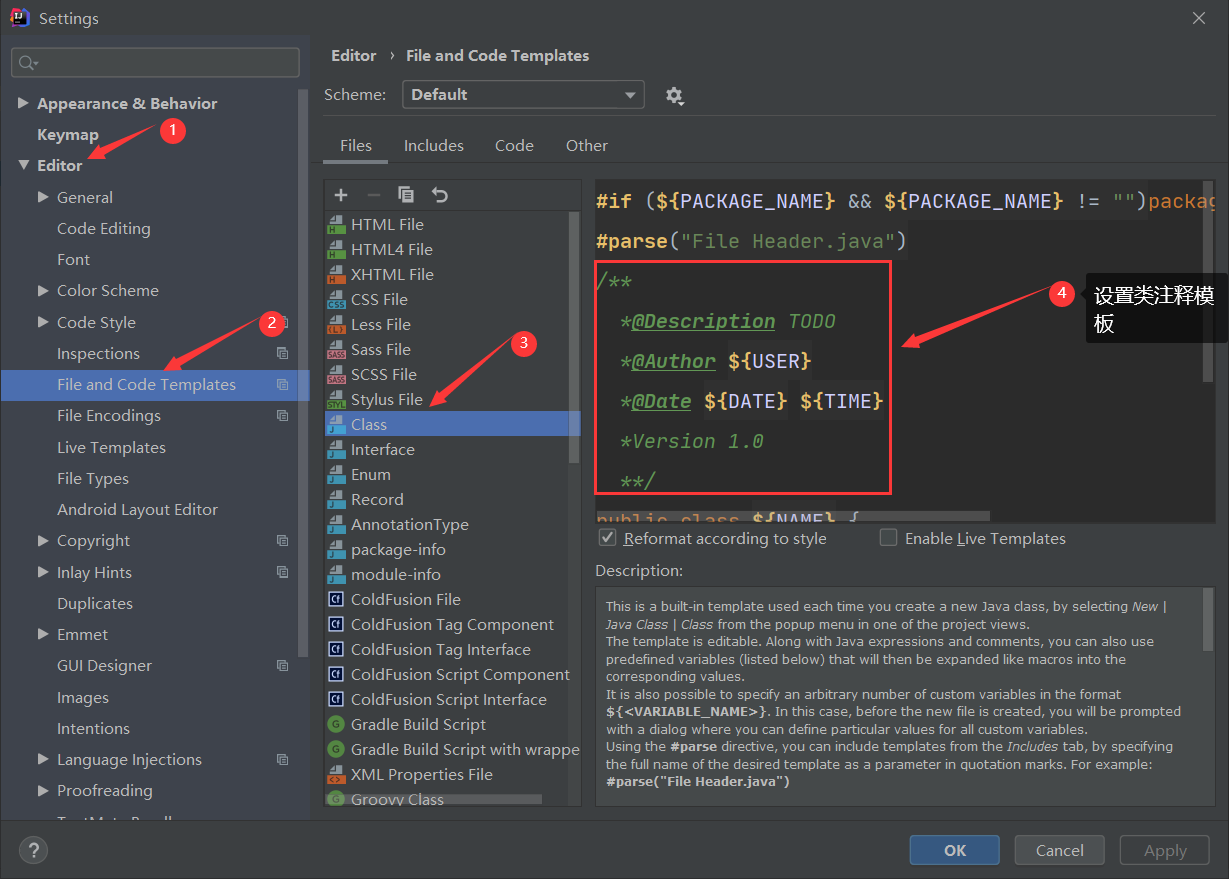 Settings
Appearance & Behavior
Keymap
1
Editor
General
Code Editing
Font
Color Scheme
Code Style
2
Inspections
File and Code Templates
File Encodings
Live Templates
File Types
Android Layout Editor
Copyright
Inlay Hints
Duplicates
Emmet
GUI Designer
Images
Intentions
Language Injections
Proofreading
Editor › File and Code Templates
Scheme: Default
Files Includes Code Other
HTML File
HTML4 File
XHTML File
CSS File
Less File
Sass File
3
SCSS File
Stylus File
Class
Interface
Enum
Record
AnnotationType
package-info
module-info
ColdFusion File
ColdFusion Tag Component
ColdFusion Tag Interface
ColdFusion Script Component
ColdFusion Script Interface
Gradle Build Script
Gradle Build Script with wrappe
XML Properties File
Groovy Class
#if (${PACKAGE_NAME} && ${PACKAGE_NAME} != "")packag
#parse("File Header.java")
/**
*@Description TODO
*@Author ${USER}
*@Date ${DATE} ${TIME}
*Version 1.0
**/
public class ${NAME} {
4
设置类注释模
板
Reformat according to style
Enable Live Templates
Description:
This is a built-in template used each time you create a new Java class, by selecting New |
Java Class | Class from the popup menu in one of the project views.
The template is editable. Along with Java expressions and comments, you can also use
predefined variables (listed below) that will then be expanded like macros into the
corresponding values.
It is also possible to specify an arbitrary number of custom variables in the format
${<VARIABLE_NAME>}. In this case, before the new file is created, you will be prompted
with a dialog where you can define particular values for all custom variables.
Using the #parse directive, you can include templates from the Includes tab, by specifying
the full name of the desired template as a parameter in quotation marks. For example:
#parse("File Header.java")
?
OK
Cancel
Apply